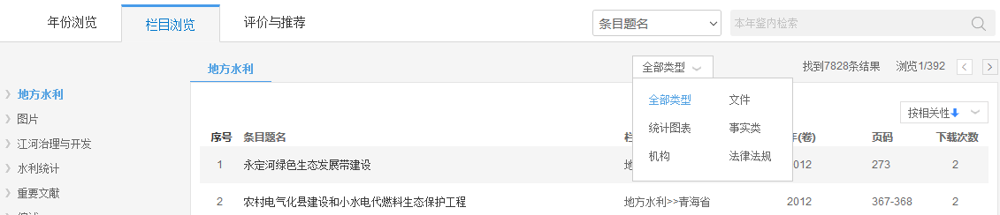 年份浏览 栏目浏览 评价与推荐 条目题名 本年鉴内检索
地方水利 全部类型 找到7828条结果 浏览1/392
地方水利
图片
江河治理与开发
水利统计
重要文献
全部类型 文件
统计图表 事实类
机构 法律法规
按相关性
序号 条目题名 栏 年(卷) 页码 下载次数
1 永定河绿色生态发展带建设 地 2012 273 2
2 农村电气化县建设和小水电代燃料生态保护工程 地方水利>>青海省 2012 367-368 2